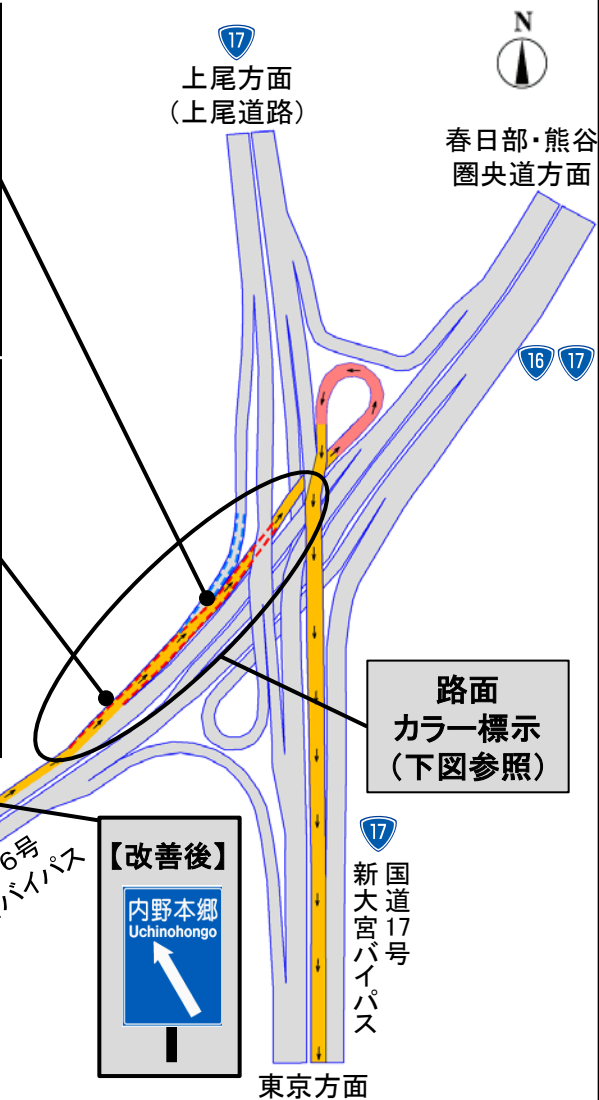 N
17
上尾方面
（上尾道路）
春日部･熊谷
圏央道方面
16
17
路面
カラー標示
（下図参照）
6号
バイパス
【改善後】
内野本郷
Uchinohongo
17
国道17号
新大宮バイパス
東京方面